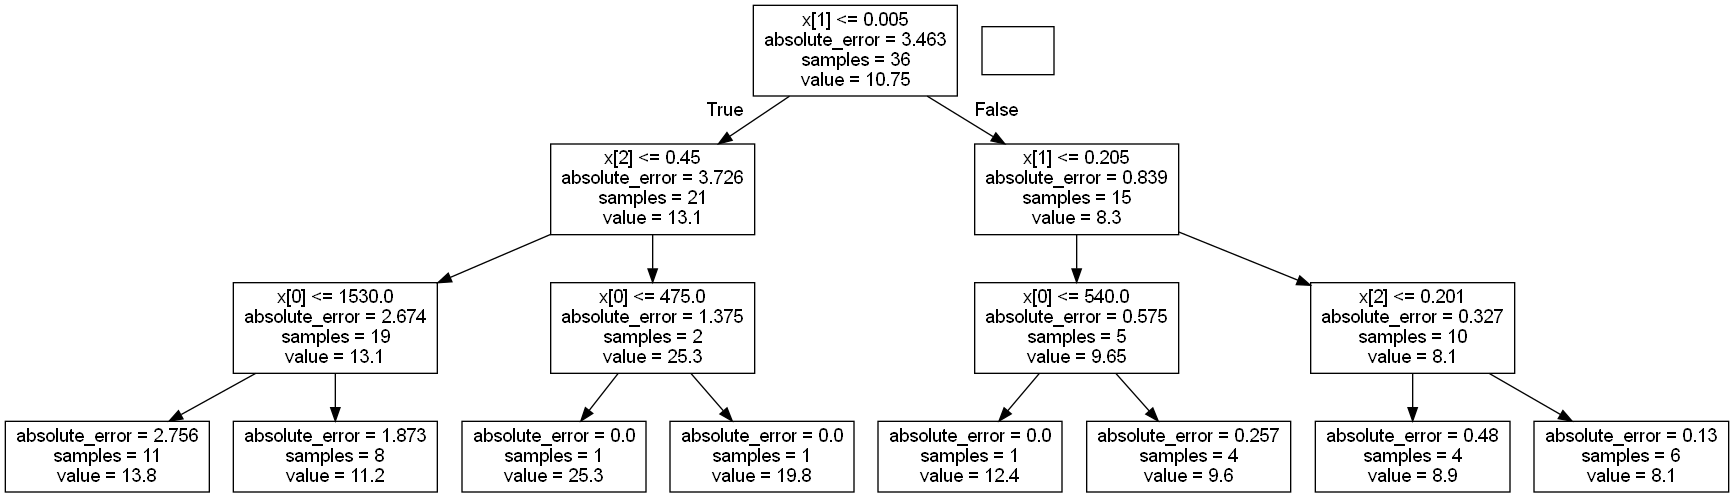 x[1] <= 0.005
absolute_error = 3.463
samples = 36
value = 10.75
True
False
x[2] <= 0.45
absolute_error = 3.726
samples = 21
value = 13.1
x[1] <= 0.205
absolute_error = 0.839
samples = 15
value = 8.3
x[0] <= 1530.0
absolute_error = 2.674
samples = 19
value = 13.1
x[0] <= 475.0
absolute_error = 1.375
samples = 2
value = 25.3
x[0] <= 540.0
absolute_error = 0.575
samples = 5
value = 9.65
x[2] <= 0.201
absolute_error = 0.327
samples = 10
value = 8.1
absolute_error = 2.756
samples = 11
value = 13.8
absolute_error = 1.873
samples = 8
value = 11.2
absolute_error = 0.0
samples = 1
value = 25.3
absolute_error = 0.0
samples = 1
value = 19.8
absolute_error = 0.0
samples = 1
value = 12.4
absolute_error = 0.257
samples = 4
value = 9.6
absolute_error = 0.48
samples = 4
value = 8.9
absolute_error = 0.13
samples = 6
value = 8.1